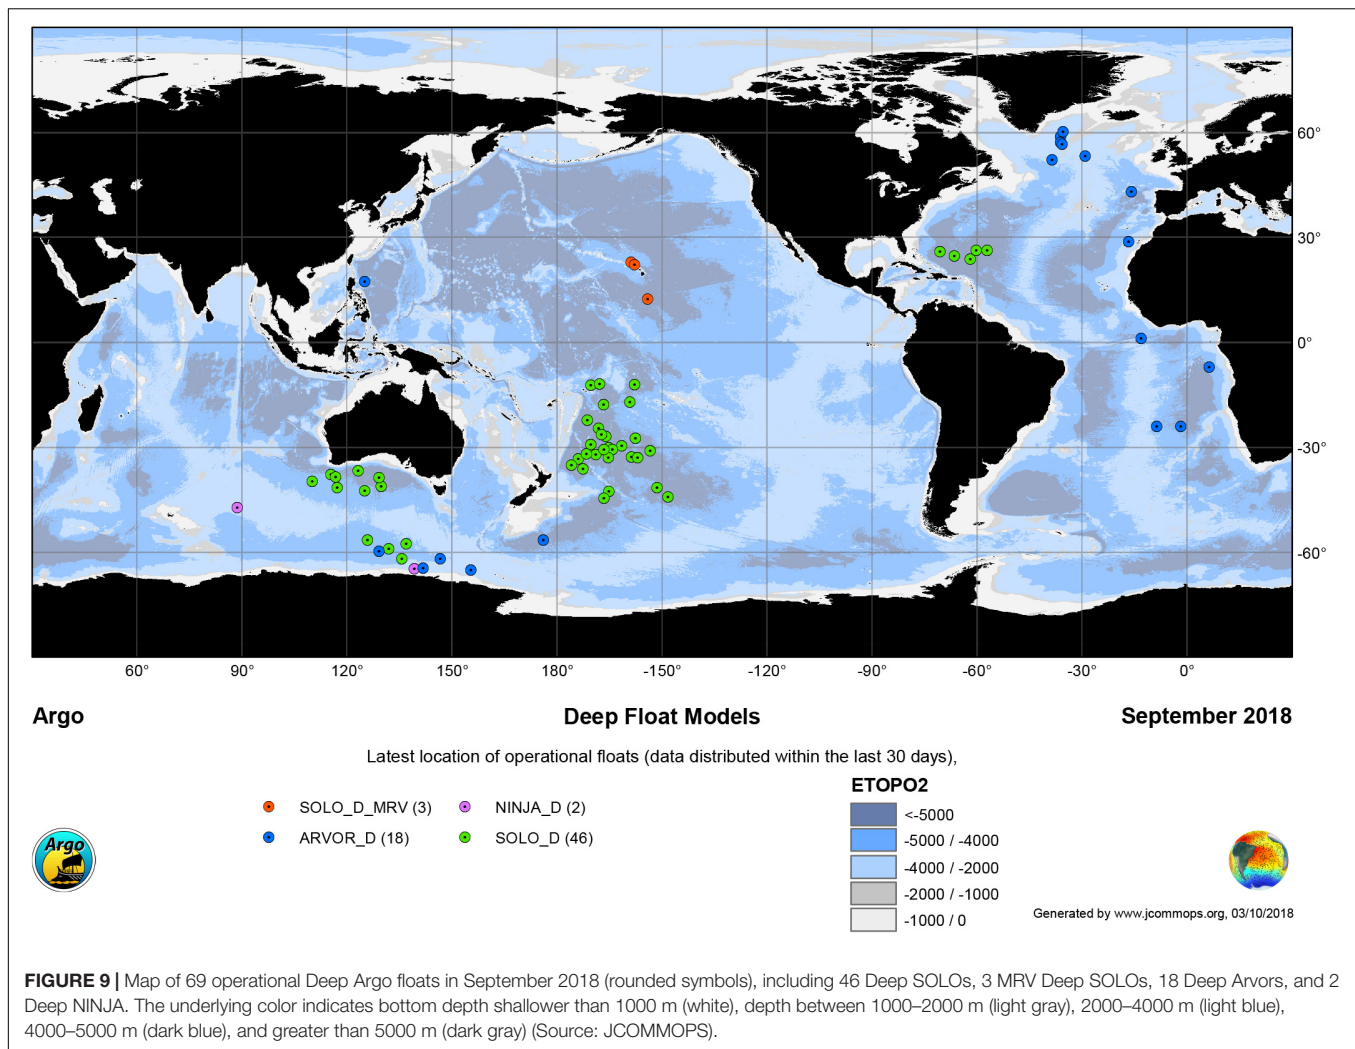 60°
30°
0°
-30°
-60°
60°
90°
120°
150°
180°
-150°
-120°
-90°
-60°
-30°
0°
Argo
Deep Float Models
September 2018
Latest location of operational floats (data distributed within the last 30 days),
SOLO_D_MRV (3)
NINJA_D (2)
ARVOR_D (18)
SOLO_D (46)
ETOPO2
<-5000
-5000 / -4000
-4000 / -2000
-2000 / -1000
-1000 / 0
Argo
Generated by www.jcommops.org, 03/10/2018
FIGURE 9 | Map of 69 operational Deep Argo floats in September 2018 (rounded symbols), including 46 Deep SOLOs, 3 MRV Deep SOLOs, 18 Deep Arvors, and 2
Deep NINJA. The underlying color indicates bottom depth shallower than 1000 m (white), depth between 1000–2000 m (light gray), 2000–4000 m (light blue),
4000–5000 m (dark blue), and greater than 5000 m (dark gray) (Source: JCOMMOPS).